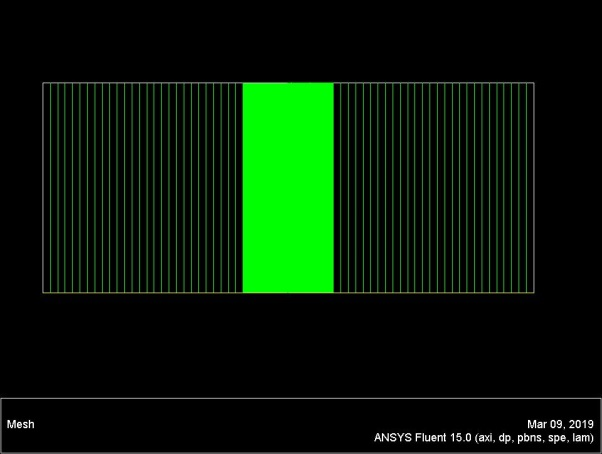 Mesh
Mar 09, 2019
ANSYS Fluent 15.0 (axi, dp, pbns, spe, lam)